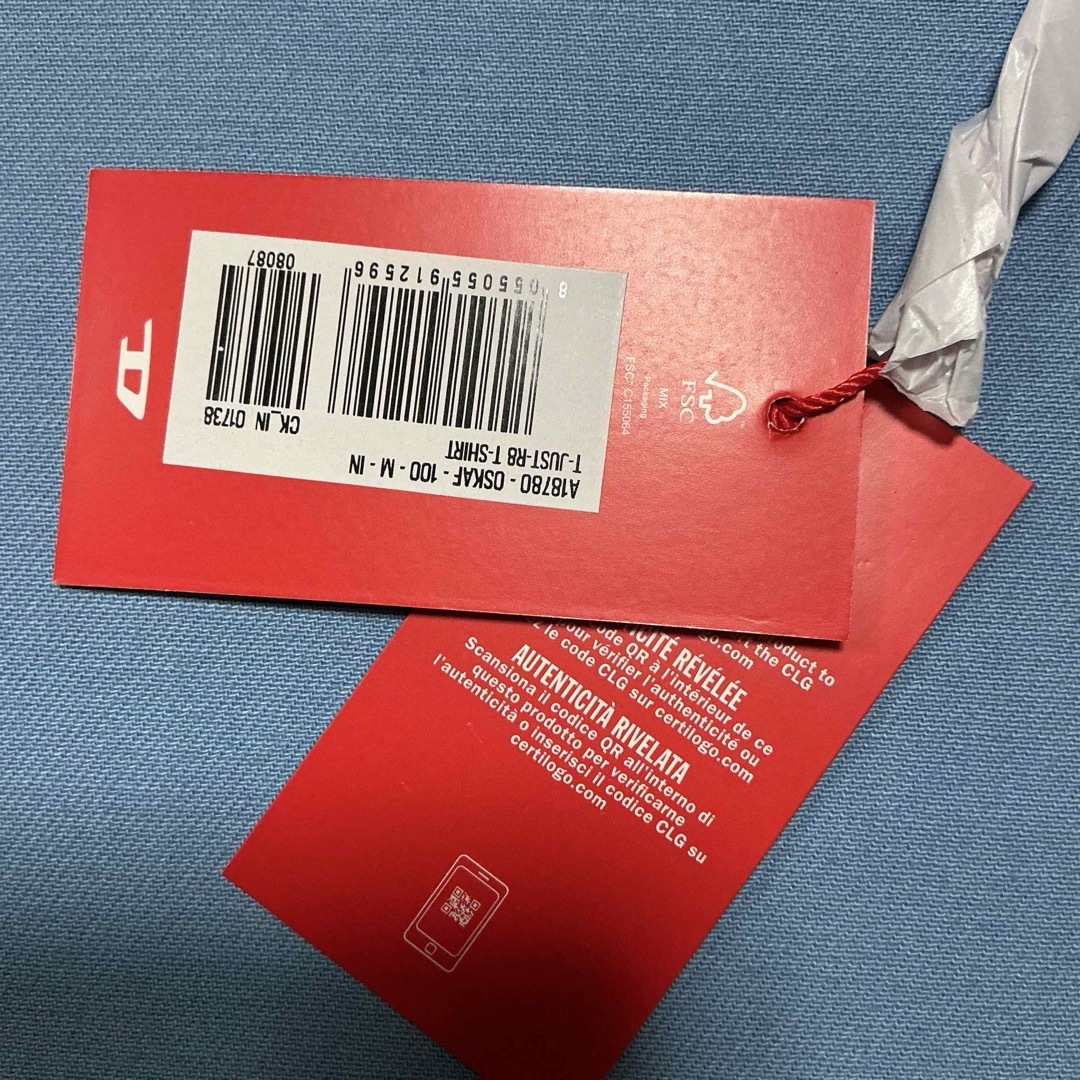 A18780 - 0SKAF - 100 - M - IN
T-JUST-R8 T-SHIRT
8 055055 912596
CK_IN 01738
08087
FSC
MIX
Packaging
FSC® C155064
D
product to
the CLG
logo.com
ICITÉ REVÉLÉE
code QR à l'intérieur de ce
pour vérifier l'authenticité ou
z le code CLG sur certilogo.com
AUTENTICITÀ RIVELATA
Scansiona il codice QR all'interno di
questo prodotto per verificarne
l'autenticità o inserisci il codice CLG su
certilogo.com